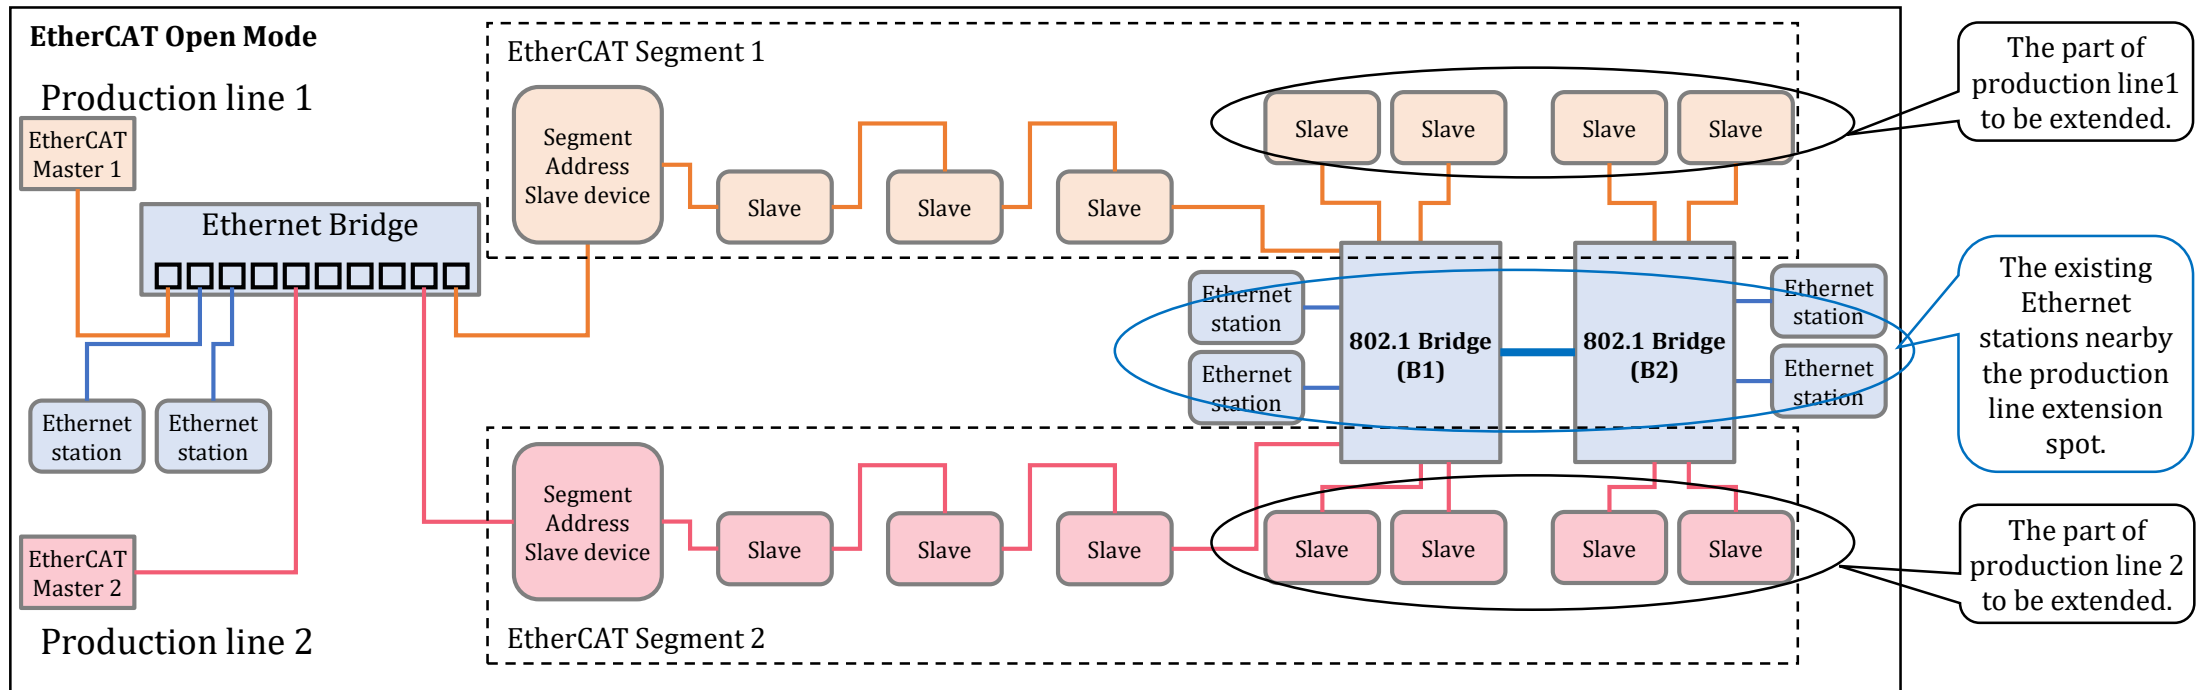 EtherCAT Open Mode
Production line 1
EtherCAT
Master 1
Ethernet Bridge
Ethernet
station
Ethernet
station
EtherCAT
Master 2
Production line 2
EtherCAT Segment 1
Segment
Address
Slave device
Slave
Slave
Slave
Slave
Slave
Slave
Slave
The part of
production line1
to be extended.
Ethernet
station
Ethernet
station
802.1 Bridge
(B1)
802.1 Bridge
(B2)
Ethernet
station
Ethernet
station
The existing
Ethernet
stations nearby
the production
line extension
spot.
Segment
Address
Slave device
Slave
Slave
Slave
Slave
Slave
Slave
Slave
EtherCAT Segment 2
The part of
production line 2
to be extended.